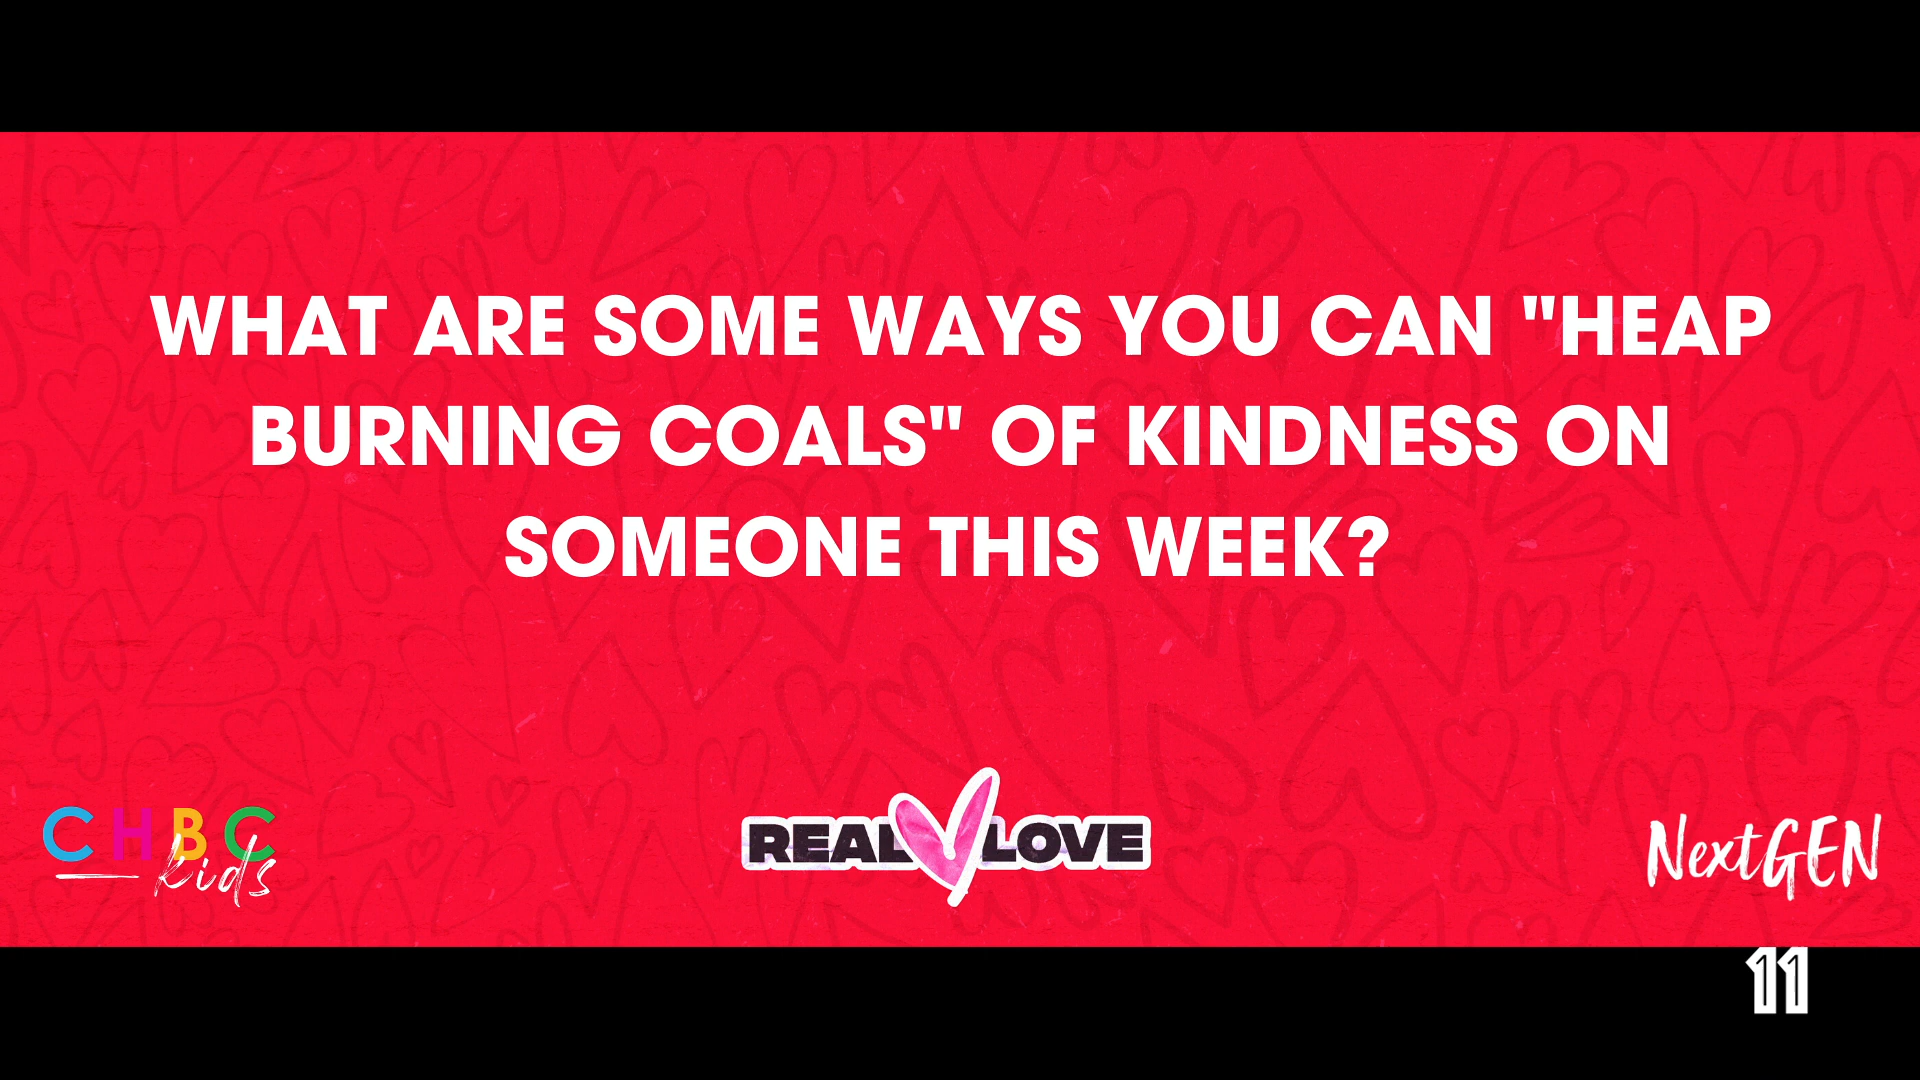 WHAT ARE SOME WAYS YOU CAN "HEAP
BURNING COALS" OF KINDNESS ON
SOMEONE THIS WEEK?
CHBC
kids
REAL LOVE
NextGEN
11